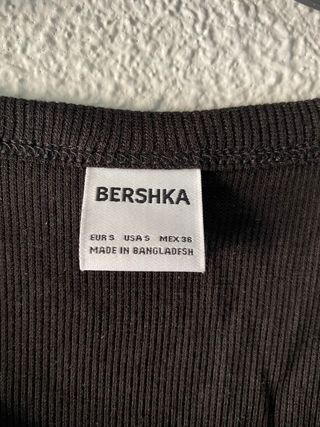 BERSHKA
EUR S USA S MEX 36
MADE IN BANGLADESH